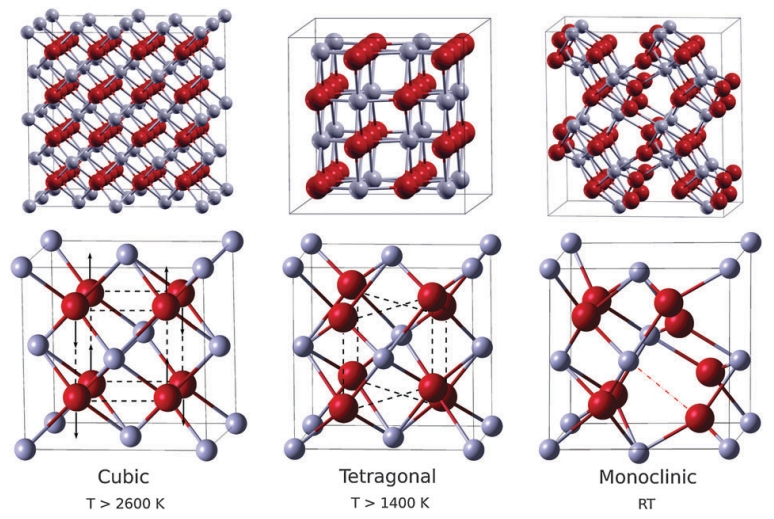 Cubic
T > 2600 K
Tetragonal
T > 1400 K
Monoclinic
RT